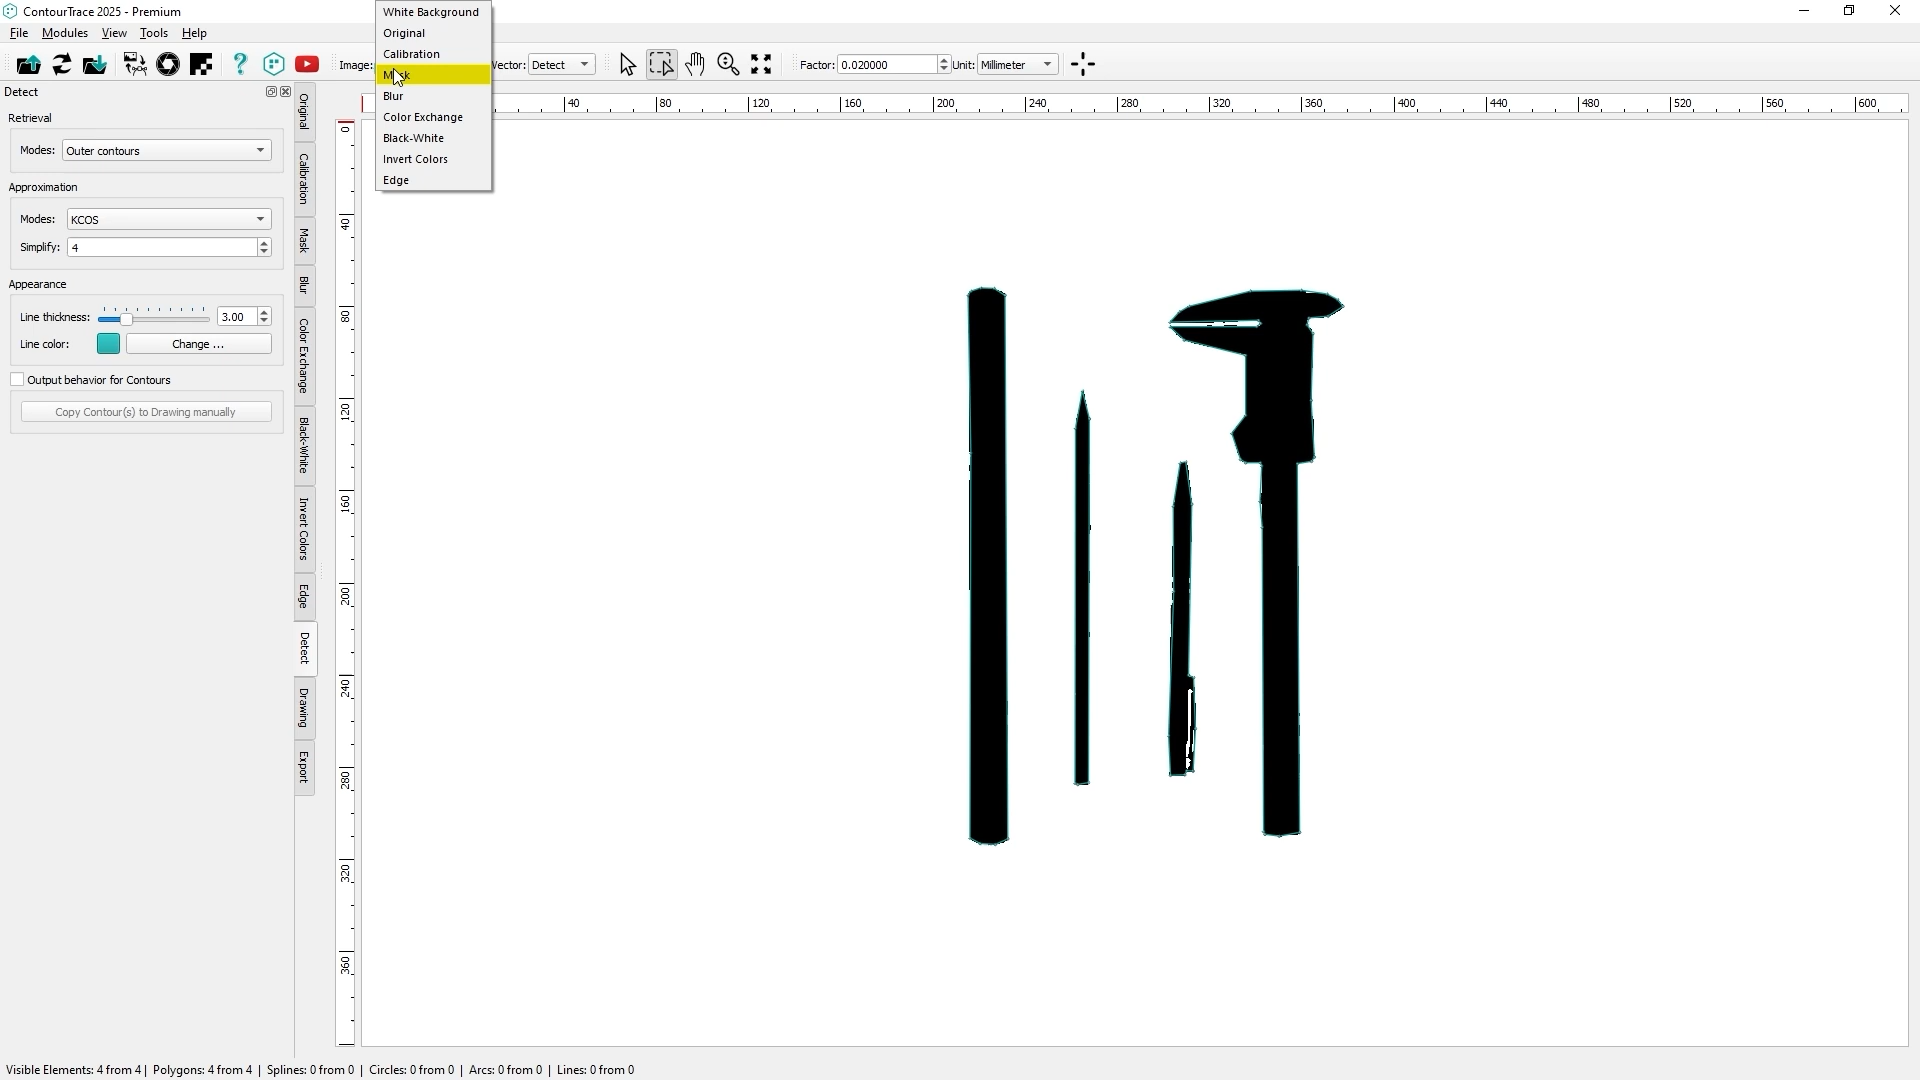 ContourTrace 2025 - Premium
File Modules View Tools Help
Image: Vector: Detect Factor: 0.020000 Unit: Millimeter
White Background
Original
Calibration
Mask
Blur
Color Exchange
Black-White
Invert Colors
Edge
Detect
Retrieval
Modes: Outer contours
Approximation
Modes: KCOS
Simplify: 4
Appearance
Line thickness: 3.00
Line color: Change ...
Output behavior for Contours
Copy Contour(s) to Drawing manually
Original
Calibration
Mask
Blur
Color Exchange
Black-White
Invert Colors
Edge
Detect
Drawing
Export
40 80 120 160 200 240 280 320 360 400 440 480 520 560 600
0
40
80
120
160
200
240
280
320
360
Visible Elements: 4 from 4 | Polygons: 4 from 4 | Splines: 0 from 0 | Circles: 0 from 0 | Arcs: 0 from 0 | Lines: 0 from 0